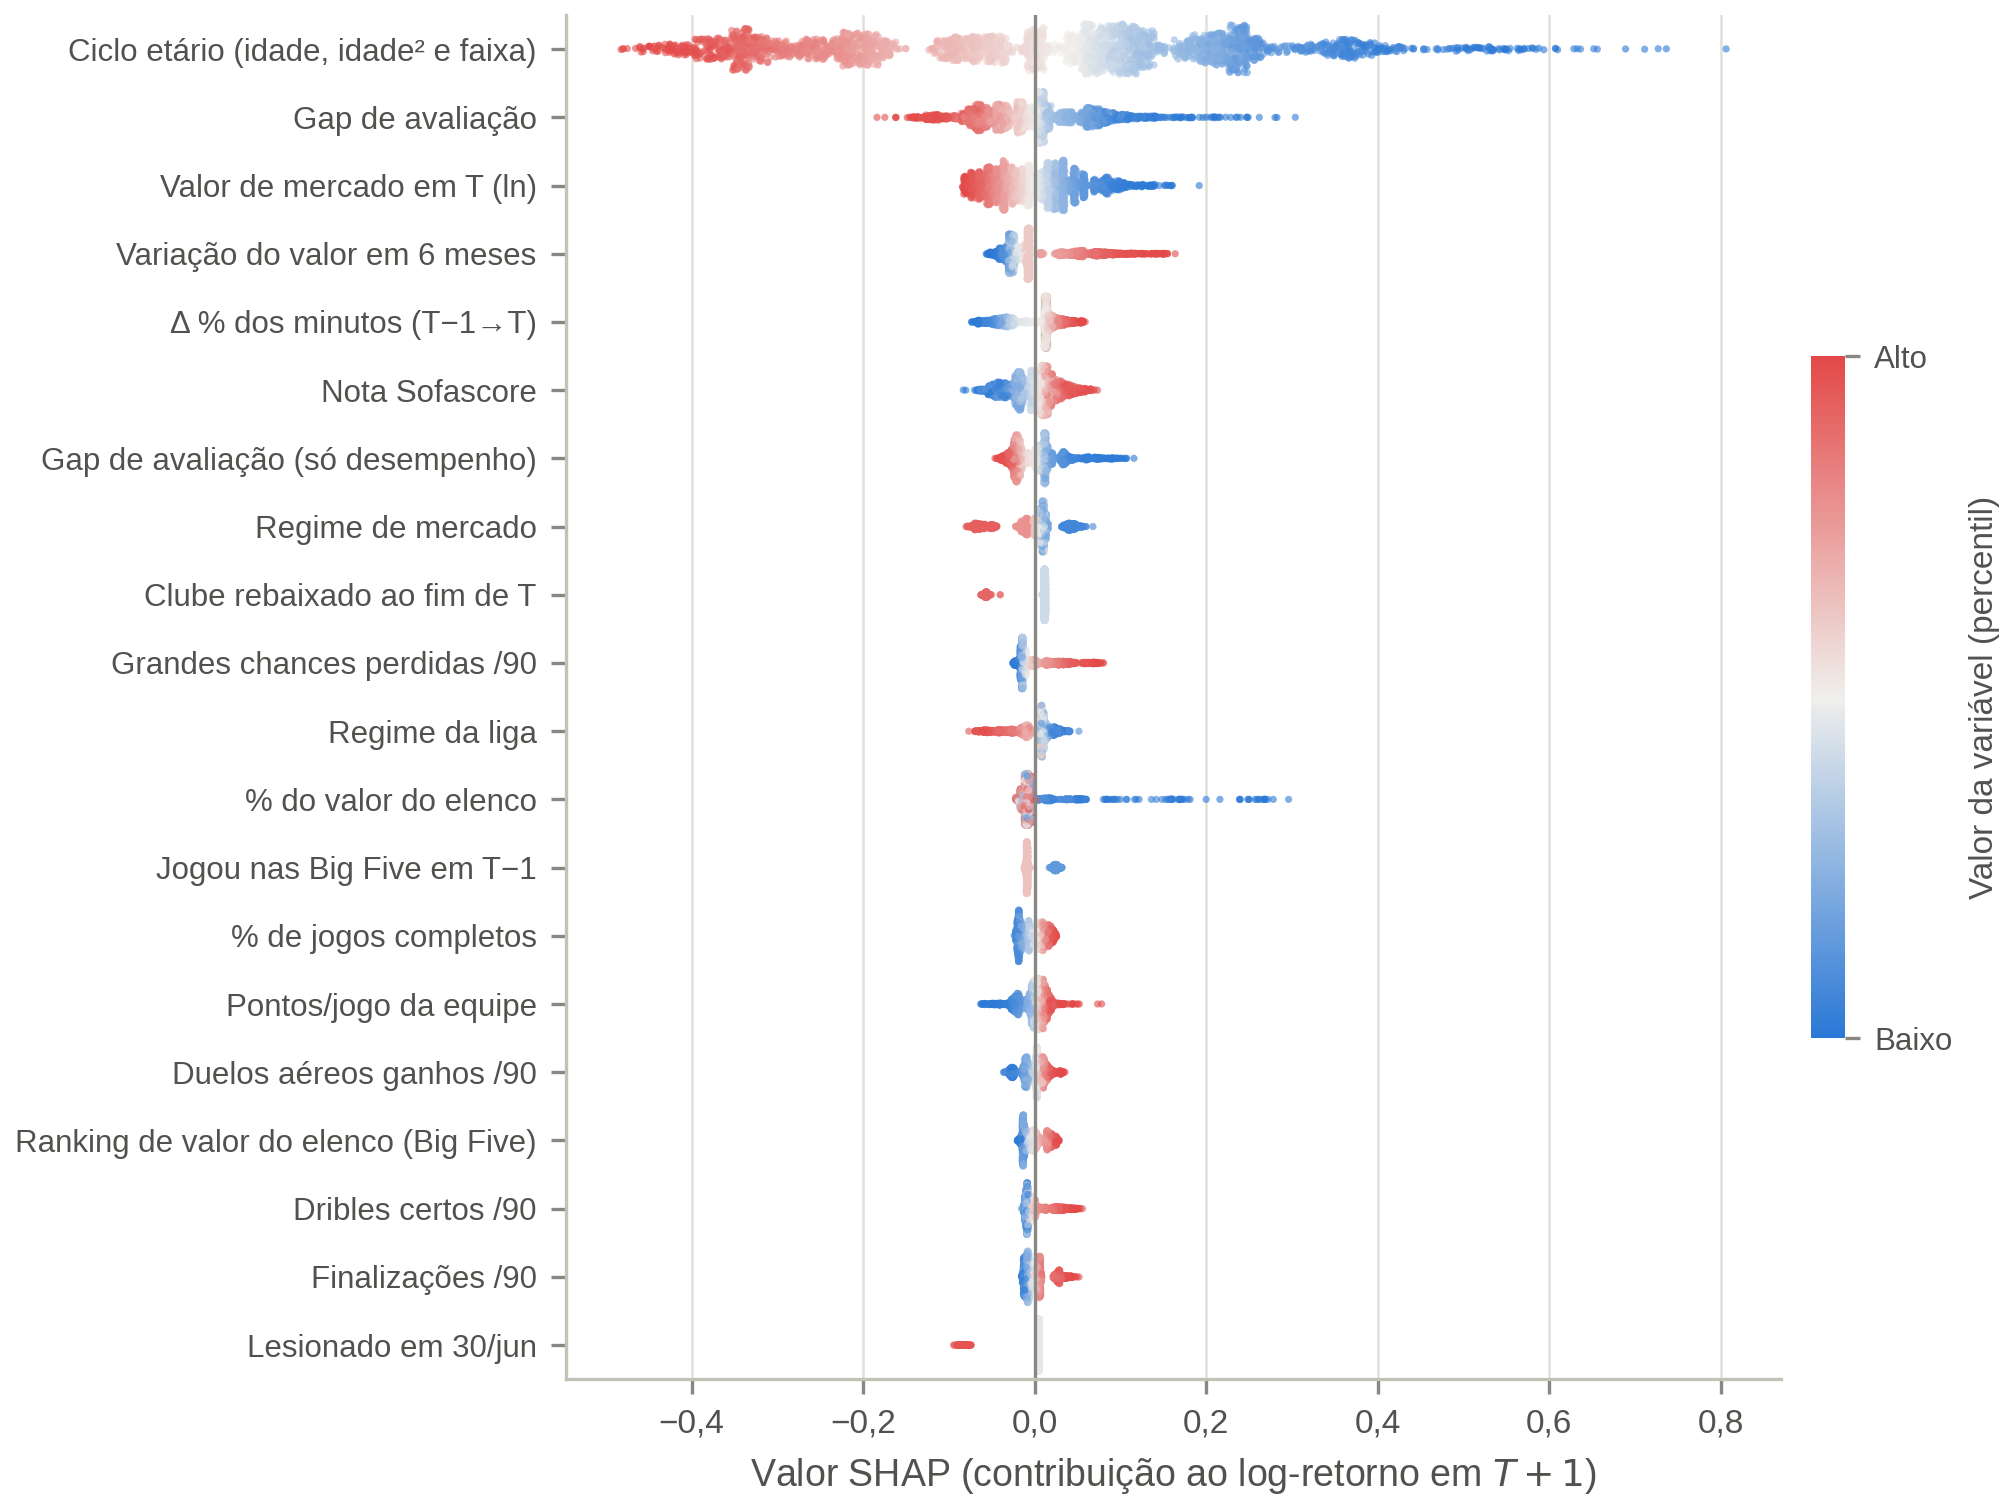 Ciclo etário (idade, idade² e faixa)
Gap de avaliação
Valor de mercado em T (ln)
Variação do valor em 6 meses
Δ % dos minutos (T−1→T)
Nota Sofascore
Gap de avaliação (só desempenho)
Regime de mercado
Clube rebaixado ao fim de T
Grandes chances perdidas /90
Regime da liga
% do valor do elenco
Jogou nas Big Five em T−1
% de jogos completos
Pontos/jogo da equipe
Duelos aéreos ganhos /90
Ranking de valor do elenco (Big Five)
Dribles certos /90
Finalizações /90
Lesionado em 30/jun
−0,4
−0,2
0,0
0,2
0,4
0,6
0,8
Valor SHAP (contribuição ao log-retorno em T + 1)
Alto
Baixo
Valor da variável (percentil)